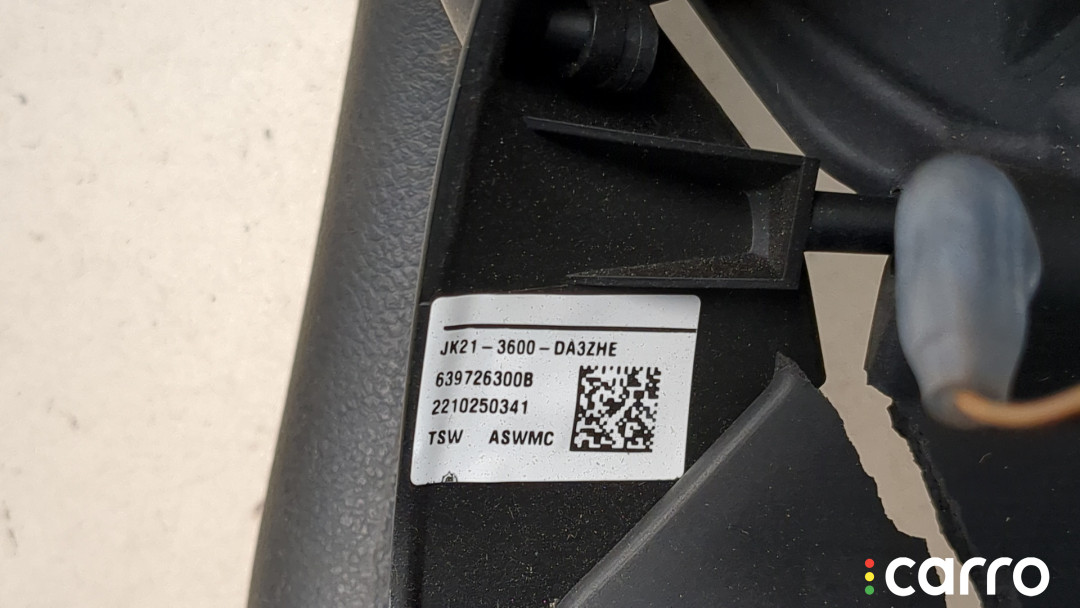 JK21-3600-DA3ZHE
639726300B
2210250341
TSW ASWMC
carro